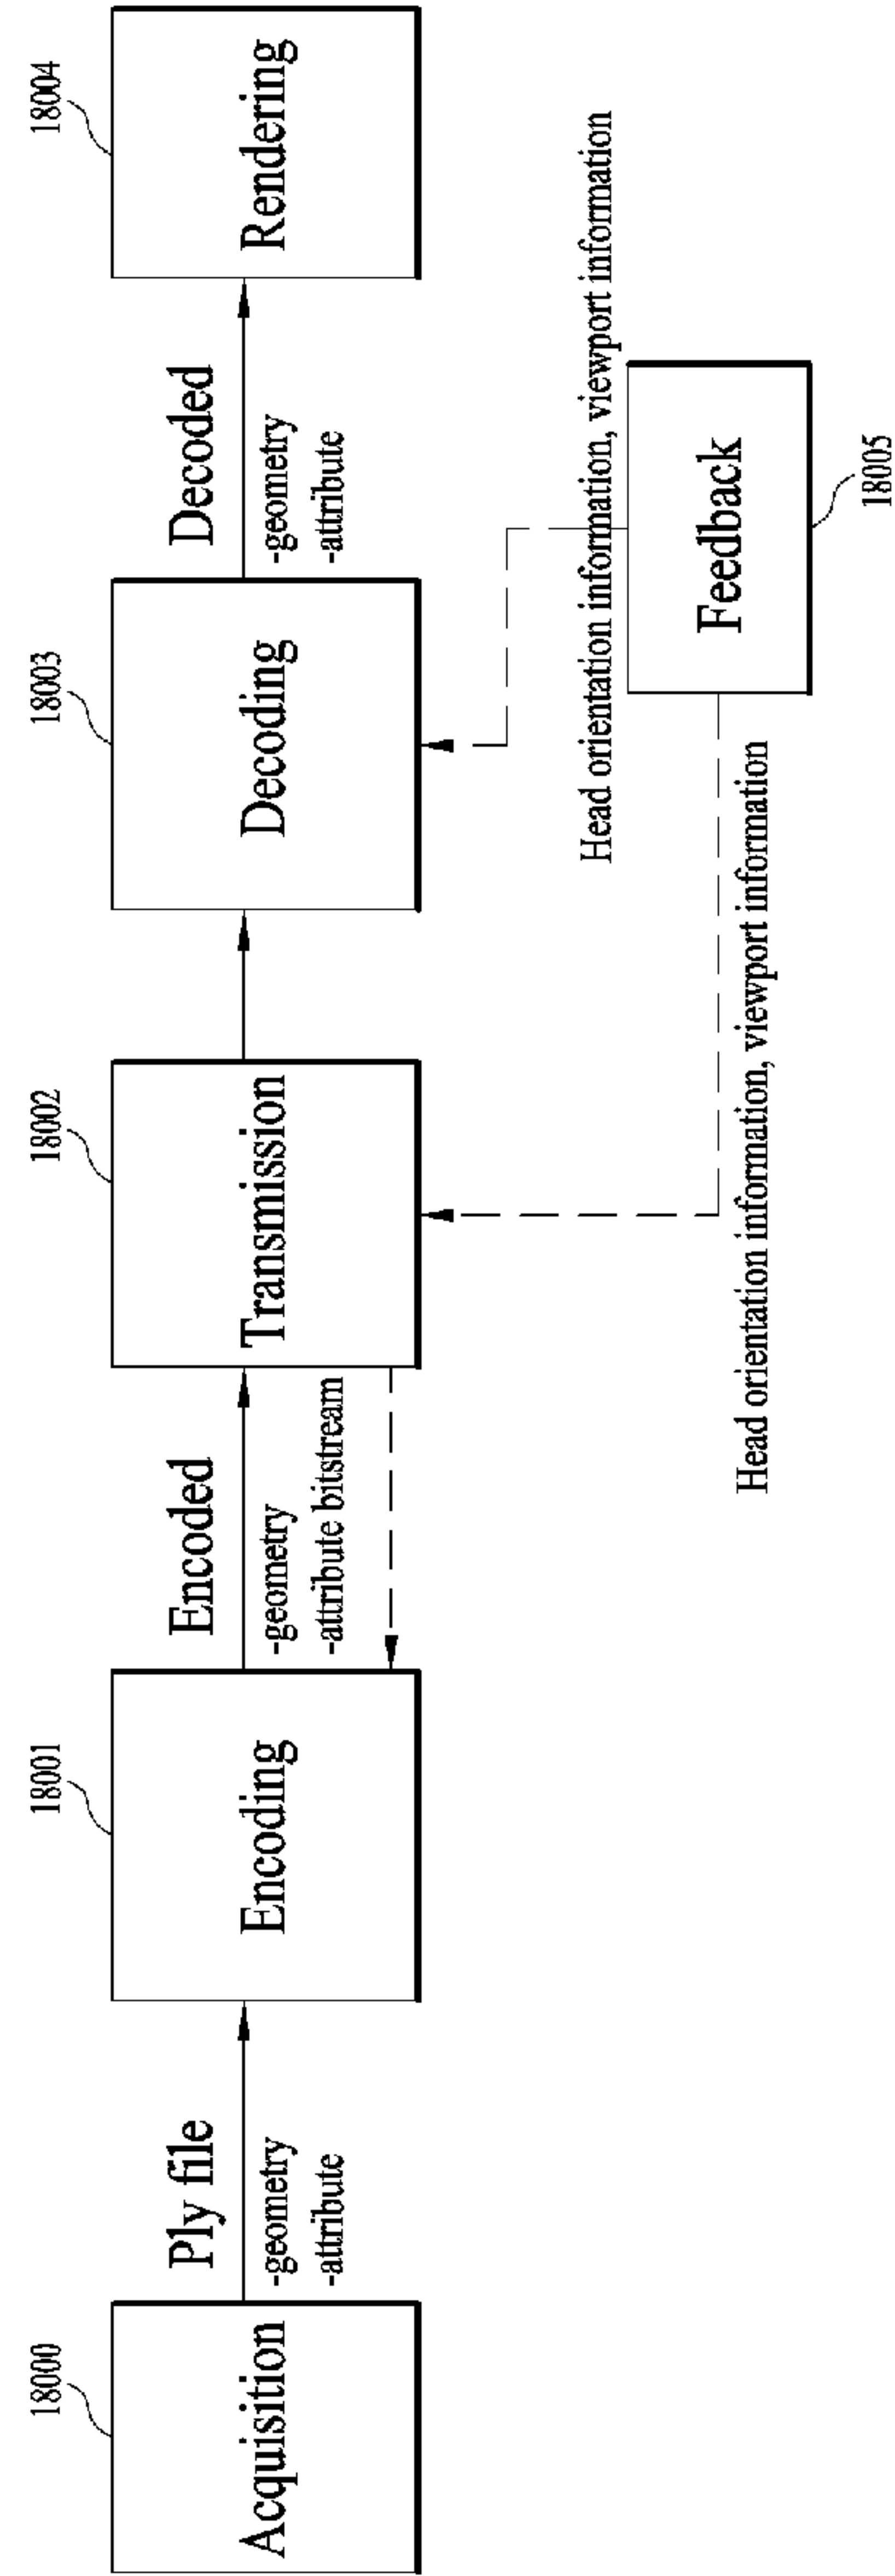 18000
Acquisition
Ply file
-geometry
-attribute
18001
Encoding
Encoded
-geometry
-attribute bitstream
18002
Transmission
18003
Decoding
Decoded
-geometry
-attribute
18004
Rendering
Head orientation information, viewport information
Feedback
18005
Head orientation information, viewport information